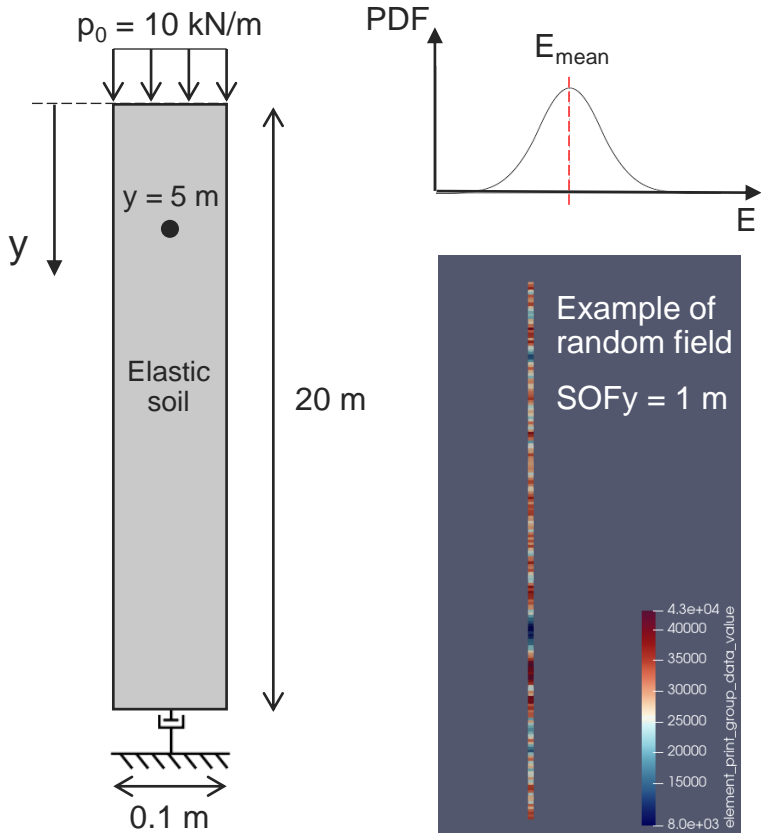 p₀ = 10 kN/m
y = 5 m
y
Elastic
soil
20 m
0.1 m
PDF
E_mean
E
Example of
random field
SOFy = 1 m
4.3e+04
40000
35000
30000
25000
20000
15000
8.0e+03
element_print_group_data_value